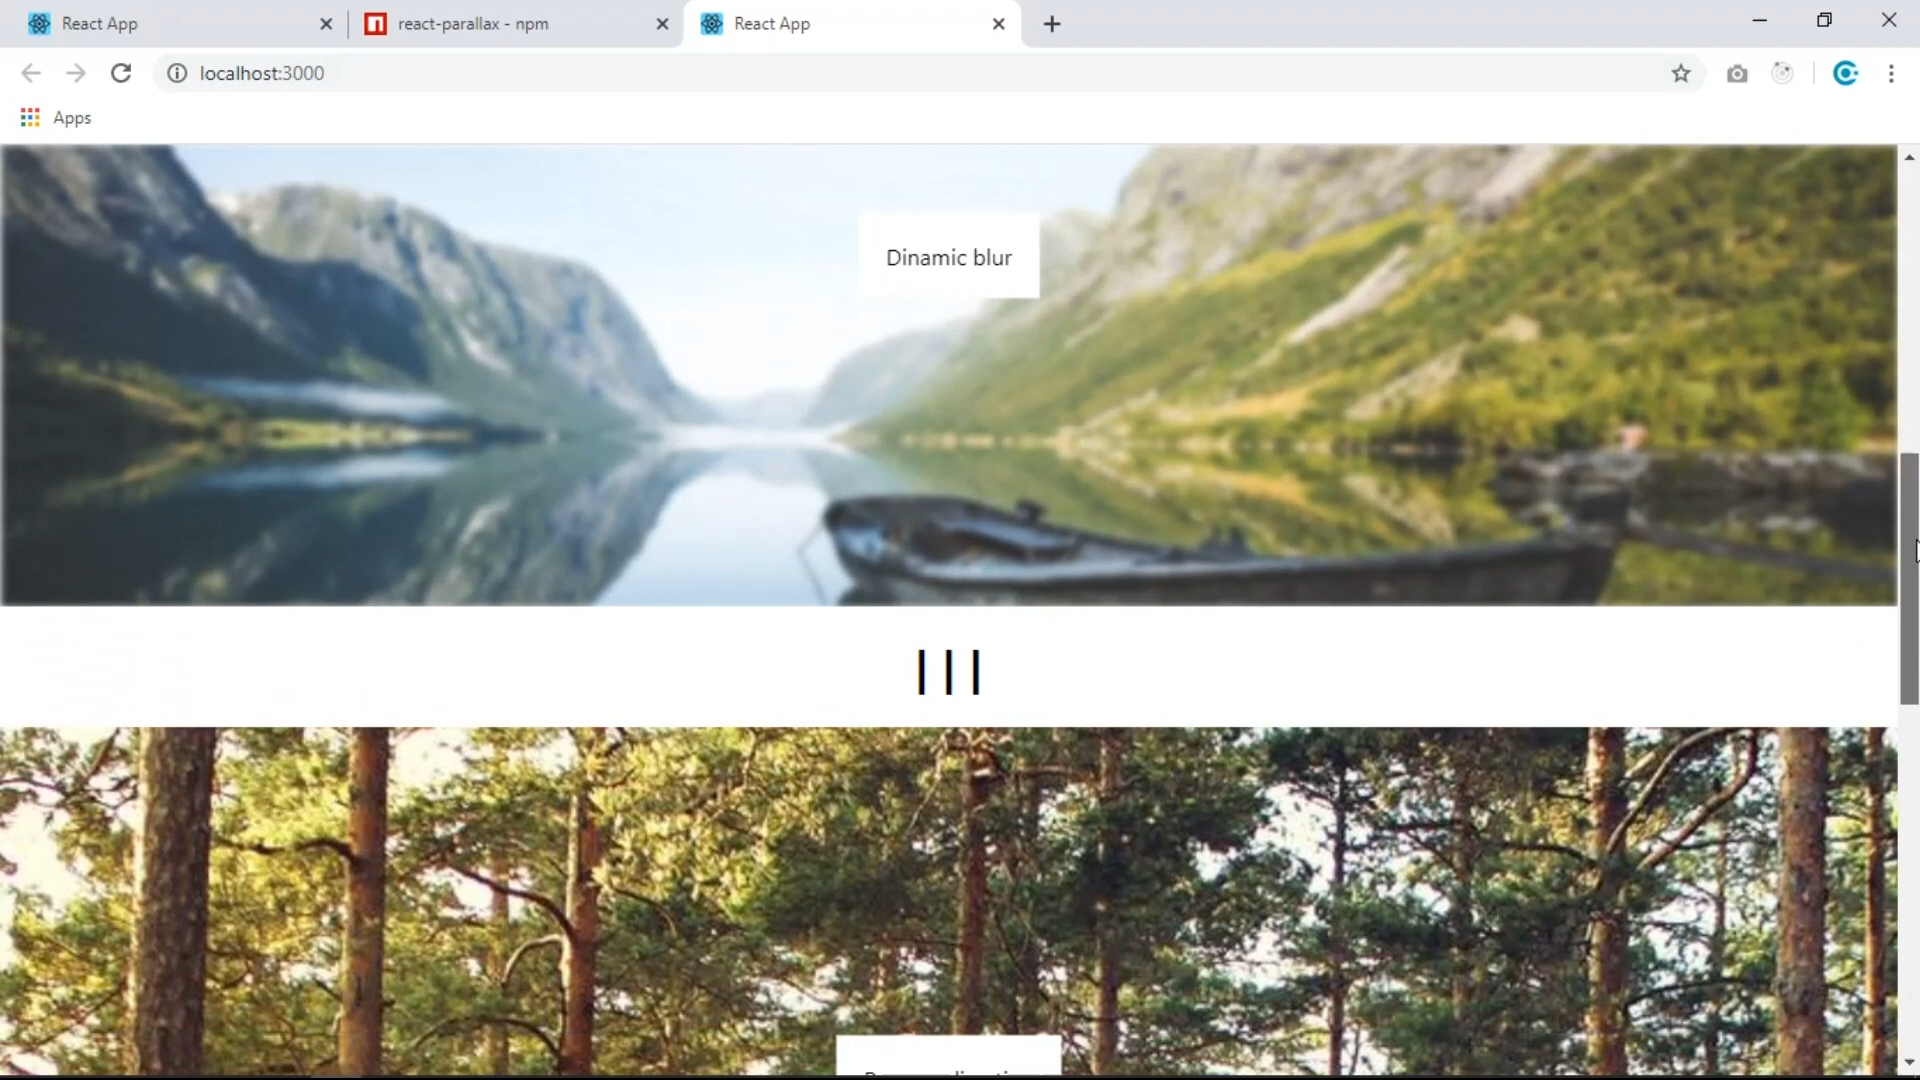 React App
react-parallax - npm
React App
localhost:3000
Apps
Dinamic blur
| | |